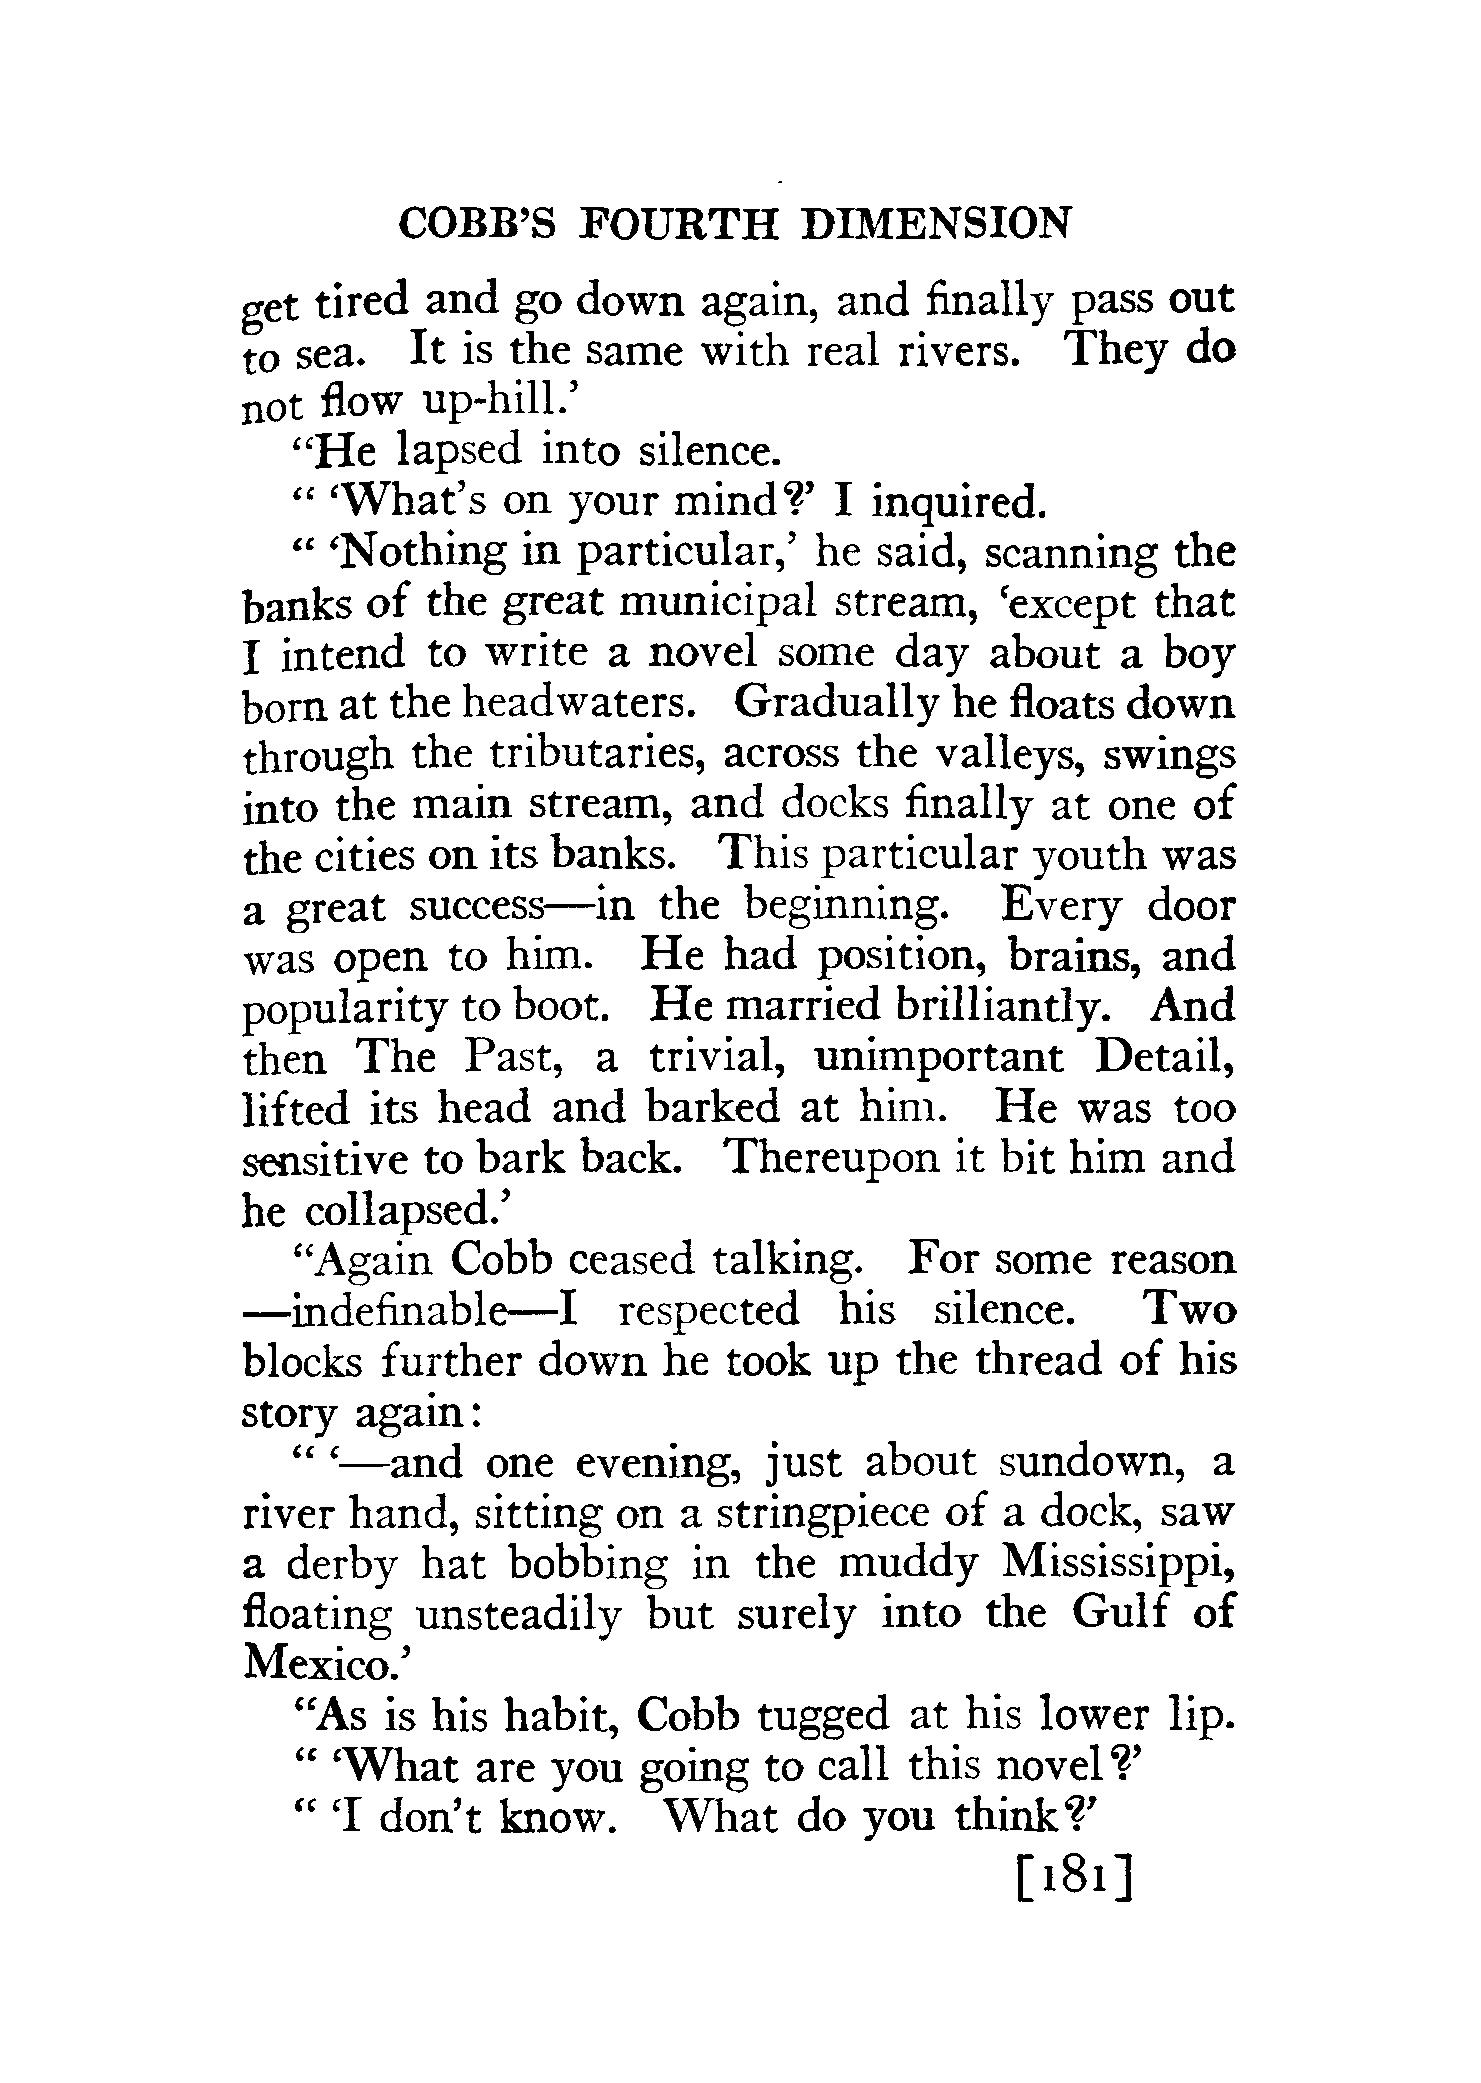 COBB'S FOURTH DIMENSION
get tired and go down again, and finally pass out
to sea. It is the same with real rivers. They do
not flow up-hill.'
"He lapsed into silence.
" 'What's on your mind?' I inquired.
" 'Nothing in particular,' he said, scanning the
banks of the great municipal stream, 'except that
I intend to write a novel some day about a boy
born at the headwaters. Gradually he floats down
through the tributaries, across the valleys, swings
into the main stream, and docks finally at one of
the cities on its banks. This particular youth was
a great success—in the beginning. Every door
was open to him. He had position, brains, and
popularity to boot. He married brilliantly. And
then The Past, a trivial, unimportant Detail,
lifted its head and barked at him. He was too
sensitive to bark back. Thereupon it bit him and
he collapsed.'
"Again Cobb ceased talking. For some reason
—indefinable—I respected his silence. Two
blocks further down he took up the thread of his
story again:
" '—and one evening, just about sundown, a
river hand, sitting on a stringpiece of a dock, saw
a derby hat bobbing in the muddy Mississippi,
floating unsteadily but surely into the Gulf of
Mexico.'
"As is his habit, Cobb tugged at his lower lip.
" 'What are you going to call this novel?'
" 'I don't know. What do you think?'
[181]